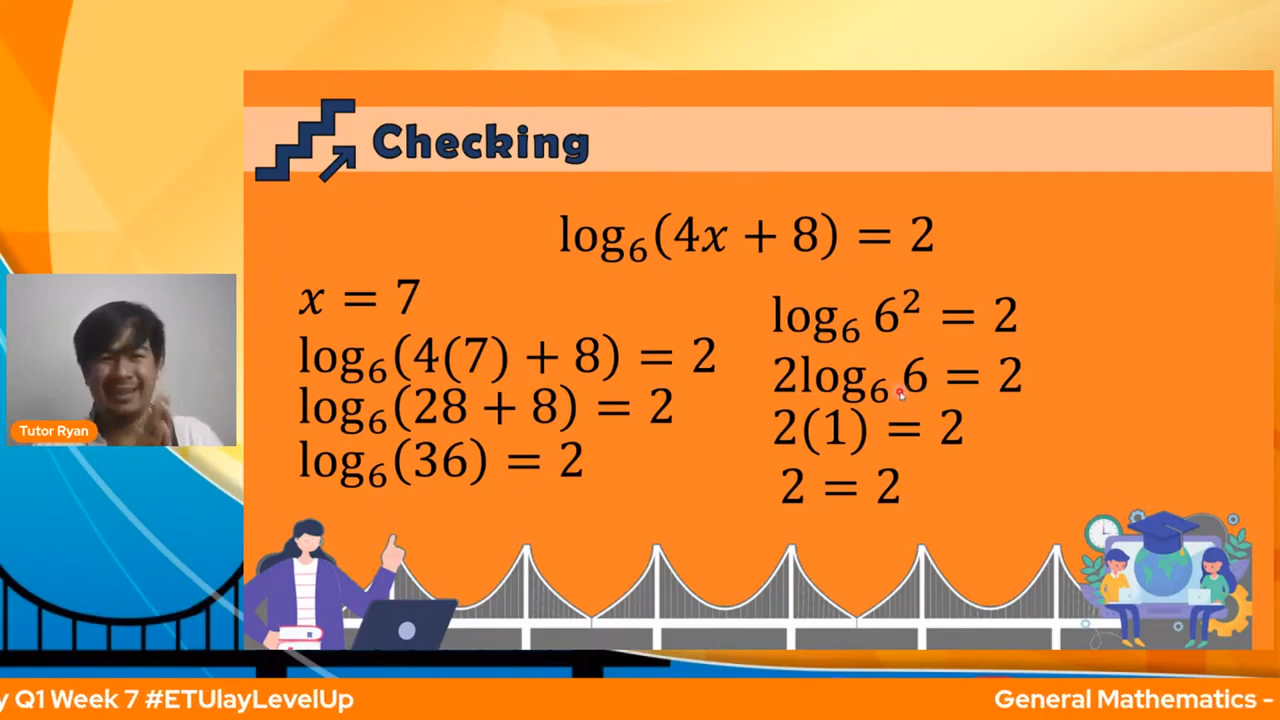 Checking
log₆(4x + 8) = 2
x = 7
log₆(4(7) + 8) = 2
log₆(28 + 8) = 2
log₆(36) = 2
log₆ 6² = 2
2log₆ 6 = 2
2(1) = 2
2 = 2
Tutor Ryan
y Q1 Week 7 #ETUlayLevelUp
General Mathematics -